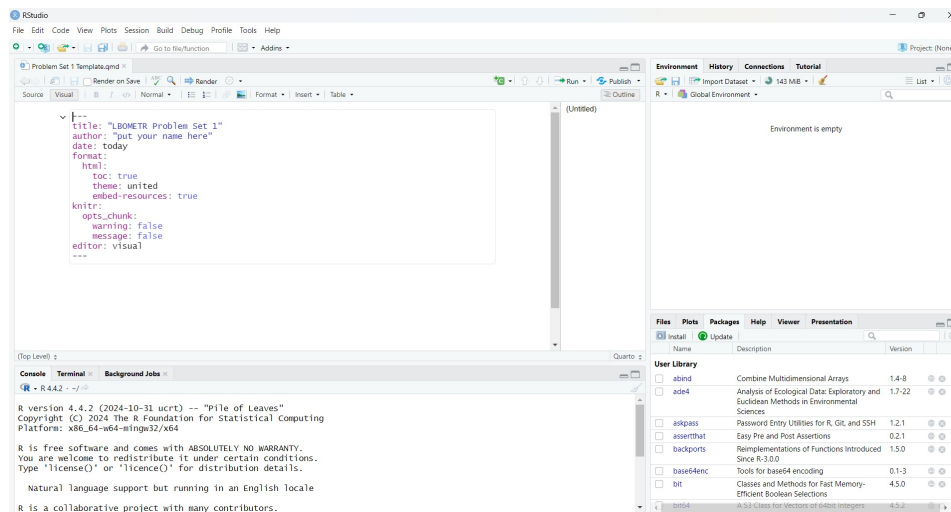 RStudio
File Edit Code View Plots Session Build Debug Profile Tools Help
Go to file/function
Addins
Project: (None
Problem Set 1 Template.qmd
Render on Save
Render
Run
Publish
Source Visual
B I </> Normal
Format Insert Table
Outline
---
title: "LBOMETR Problem Set 1"
author: "put your name here"
date: today
format:
html:
toc: true
theme: united
embed-resources: true
knitr:
opts_chunk:
warning: false
message: false
editor: visual
---
(Untitled)
(Top Level)
Quarto
Console Terminal Background Jobs
R 4.4.2 · ~/
R version 4.4.2 (2024-10-31 ucrt) -- "Pile of Leaves"
Copyright (C) 2024 The R Foundation for Statistical Computing
Platform: x86_64-w64-mingw32/x64
R is free software and comes with ABSOLUTELY NO WARRANTY.
You are welcome to redistribute it under certain conditions.
Type 'license()' or 'licence()' for distribution details.
Natural language support but running in an English locale
R is a collaborative project with many contributors.
Environment History Connections Tutorial
Import Dataset 143 MiB
List
R Global Environment
Environment is empty
Files Plots Packages Help Viewer Presentation
Install Update
Name Description Version
User Library
abind Combine Multidimensional Arrays 1.4-8
ade4 Analysis of Ecological Data: Exploratory and 1.7-22
Euclidean Methods in Environmental
Sciences
askpass Password Entry Utilities for R, Git, and SSH 1.2.1
assertthat Easy Pre and Post Assertions 0.2.1
backports Reimplementations of Functions Introduced 1.5.0
Since R-3.0.0
base64enc Tools for base64 encoding 0.1-3
bit Classes and Methods for Fast Memory- 4.5.0
Efficient Boolean Selections
bit64 A S3 Class for Vectors of 64bit Integers 4.5.2